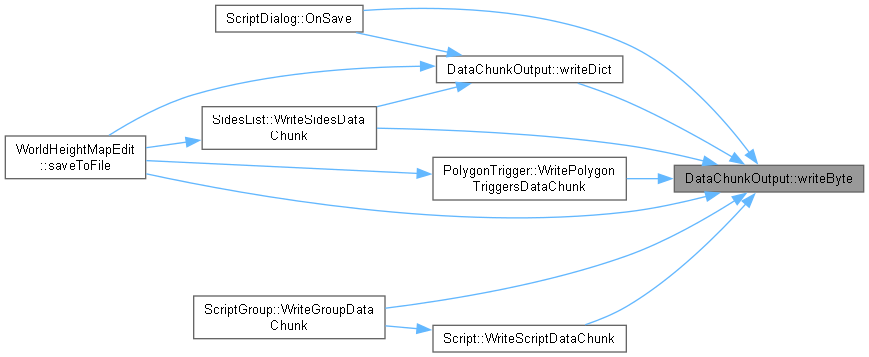 ScriptDialog::OnSave
DataChunkOutput::writeDict
SidesList::WriteSidesData
Chunk
WorldHeightMapEdit
::saveToFile
PolygonTrigger::WritePolygon
TriggersDataChunk
DataChunkOutput::writeByte
ScriptGroup::WriteGroupData
Chunk
Script::WriteScriptDataChunk